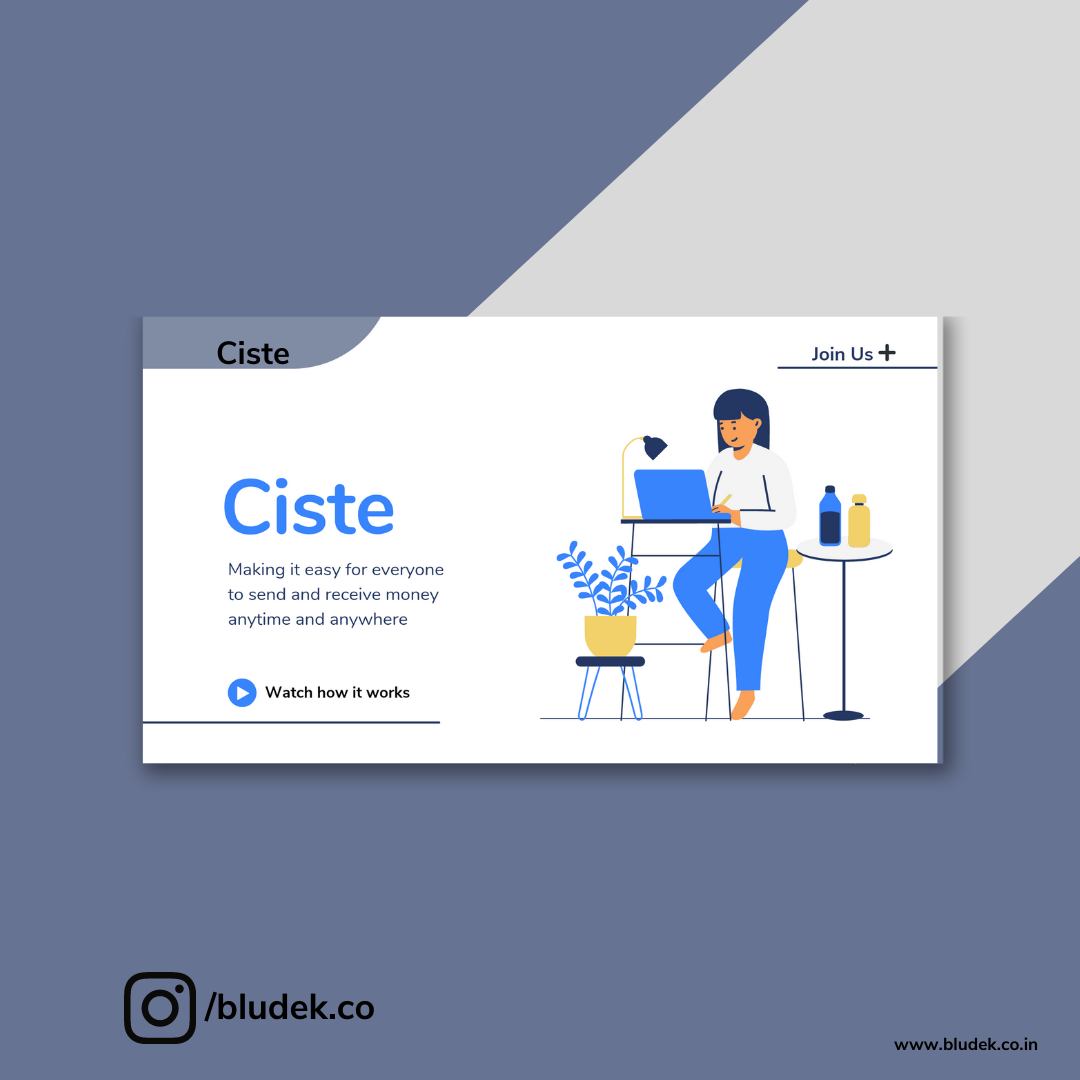 Ciste
Join Us +
Ciste
Making it easy for everyone
to send and receive money
anytime and anywhere
Watch how it works
/bludek.co
www.bludek.co.in